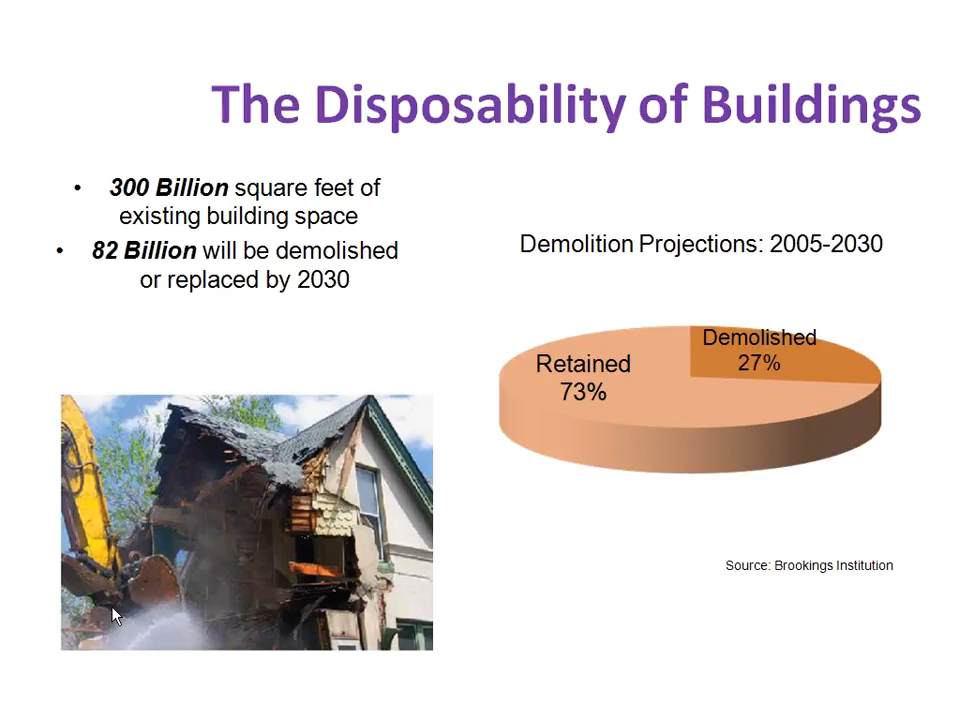 The Disposability of Buildings
• 300 Billion square feet of
existing building space
• 82 Billion will be demolished
or replaced by 2030
Demolition Projections: 2005-2030
Demolished
27%
Retained
73%
Source: Brookings Institution